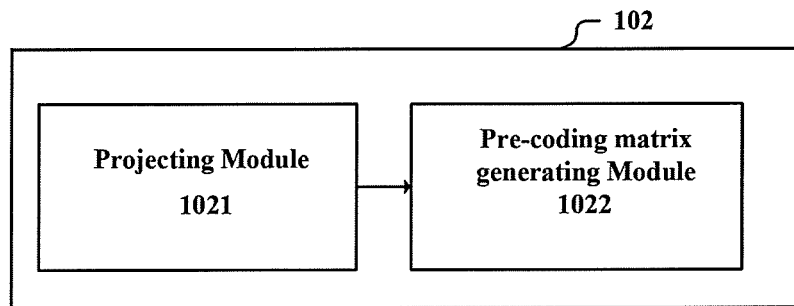 102
Projecting Module
1021
Pre-coding matrix
generating Module
1022